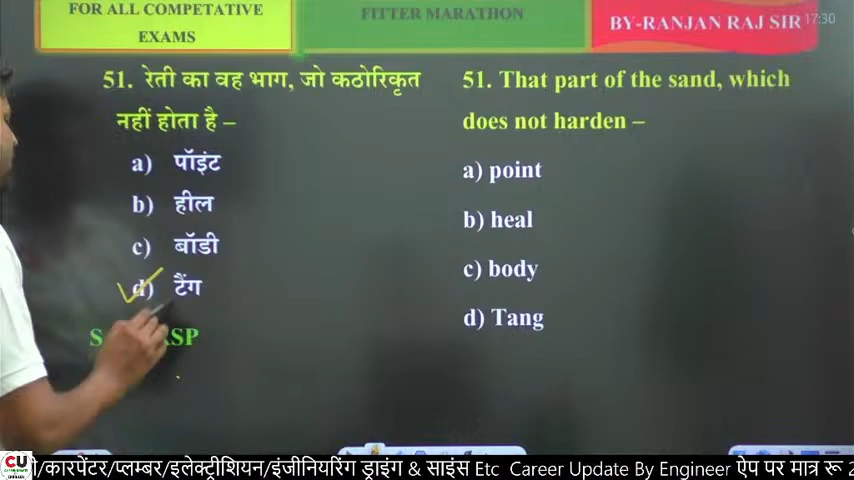 FOR ALL COMPETATIVE
EXAMS
FITTER MARATHON
BY-RANJAN RAJ SIR
17:30
51. रेती का वह भाग, जो कठोरिकृत
नहीं होता है –
a) पॉइंट
b) हील
c) बॉडी
d) टैंग
51. That part of the sand, which
does not harden –
a) point
b) heal
c) body
d) Tang
CU
/कारपेंटर/प्लम्बर/इलेक्ट्रीशियन/इंजीनियरिंग ड्राइंग & साइंस Etc Career Update By Engineer ऐप पर मात्र रू